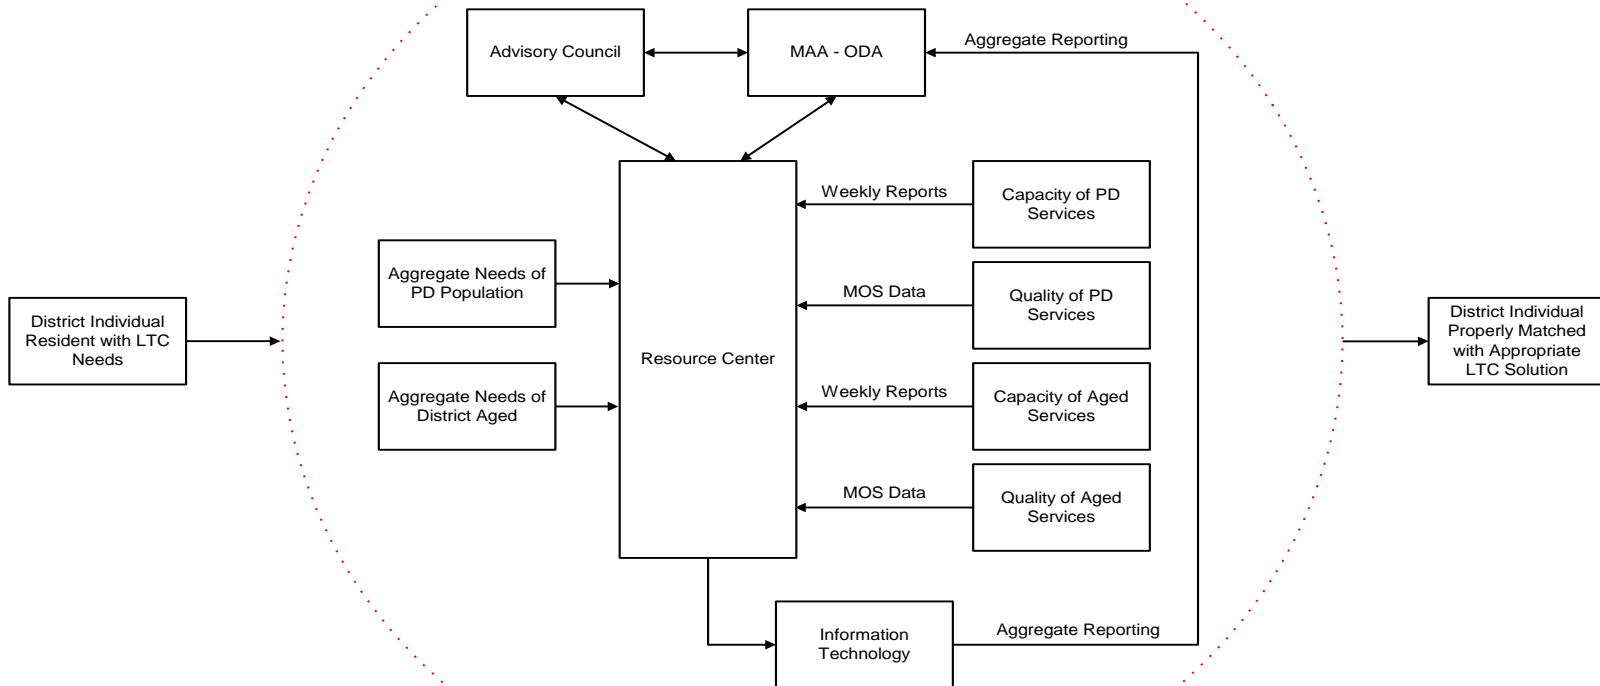 Advisory Council
MAA - ODA
Aggregate Reporting
Weekly Reports
Capacity of PD
Services
Aggregate Needs of
PD Population
MOS Data
Quality of PD
Services
District Individual
Resident with LTC
Needs
Resource Center
District Individual
Properly Matched
with Appropriate
LTC Solution
Aggregate Needs of
District Aged
Weekly Reports
Capacity of Aged
Services
MOS Data
Quality of Aged
Services
Information
Technology
Aggregate Reporting